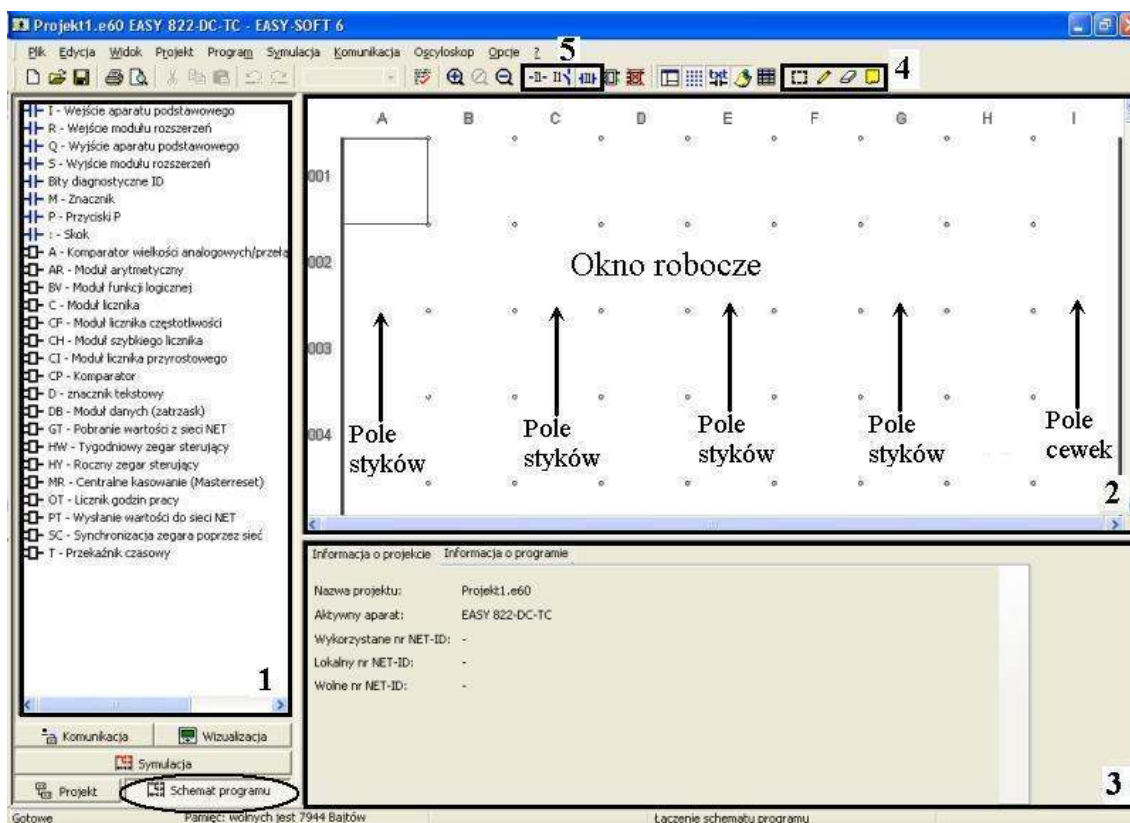 Projekt1.e60 EASY 822-DC-TC - EASY-SOFT 6
Plik Edycja Widok Projekt Program Symulacja Komunikacja Oscyloskop Opcje ?
5
4
I - Wejście aparatu podstawowego
R - Wejście modułu rozszerzeń
Q - Wyjście aparatu podstawowego
S - Wyjście modułu rozszerzeń
Bity diagnostyczne ID
M - Znacznik
P - Przyciski P
: - Skok
A - Komparator wielkości analogowych/przełą
AR - Moduł arytmetyczny
BV - Moduł funkcji logicznej
C - Moduł licznika
CF - Moduł licznika częstotliwości
CH - Moduł szybkiego licznika
CI - Moduł licznika przyrostowego
CP - Komparator
D - znacznik tekstowy
DB - Moduł danych (zatrzask)
GT - Pobranie wartości z sieci NET
HW - Tygodniowy zegar sterujący
HY - Roczny zegar sterujący
MR - Centralne kasowanie (Masterreset)
OT - Licznik godzin pracy
PT - Wysłanie wartości do sieci NET
SC - Synchronizacja zegara poprzez sieć
T - Przekaźnik czasowy
1
Komunikacja
Wizualizacja
Symulacja
Projekt
Schemat programu
A B C D E F G H I
001
002
003
004
Okno robocze
Pole styków
Pole styków
Pole styków
Pole styków
Pole cewek
2
Informacja o projekcie Informacja o programie
Nazwa projektu: Projekt1.e60
Aktywny aparat: EASY 822-DC-TC
Wykorzystane nr NET-ID: -
Lokalny nr NET-ID: -
Wolne nr NET-ID: -
3
Gotowe Pamięć: wolnych jest 7944 Bajtów Łączenie schematu programu